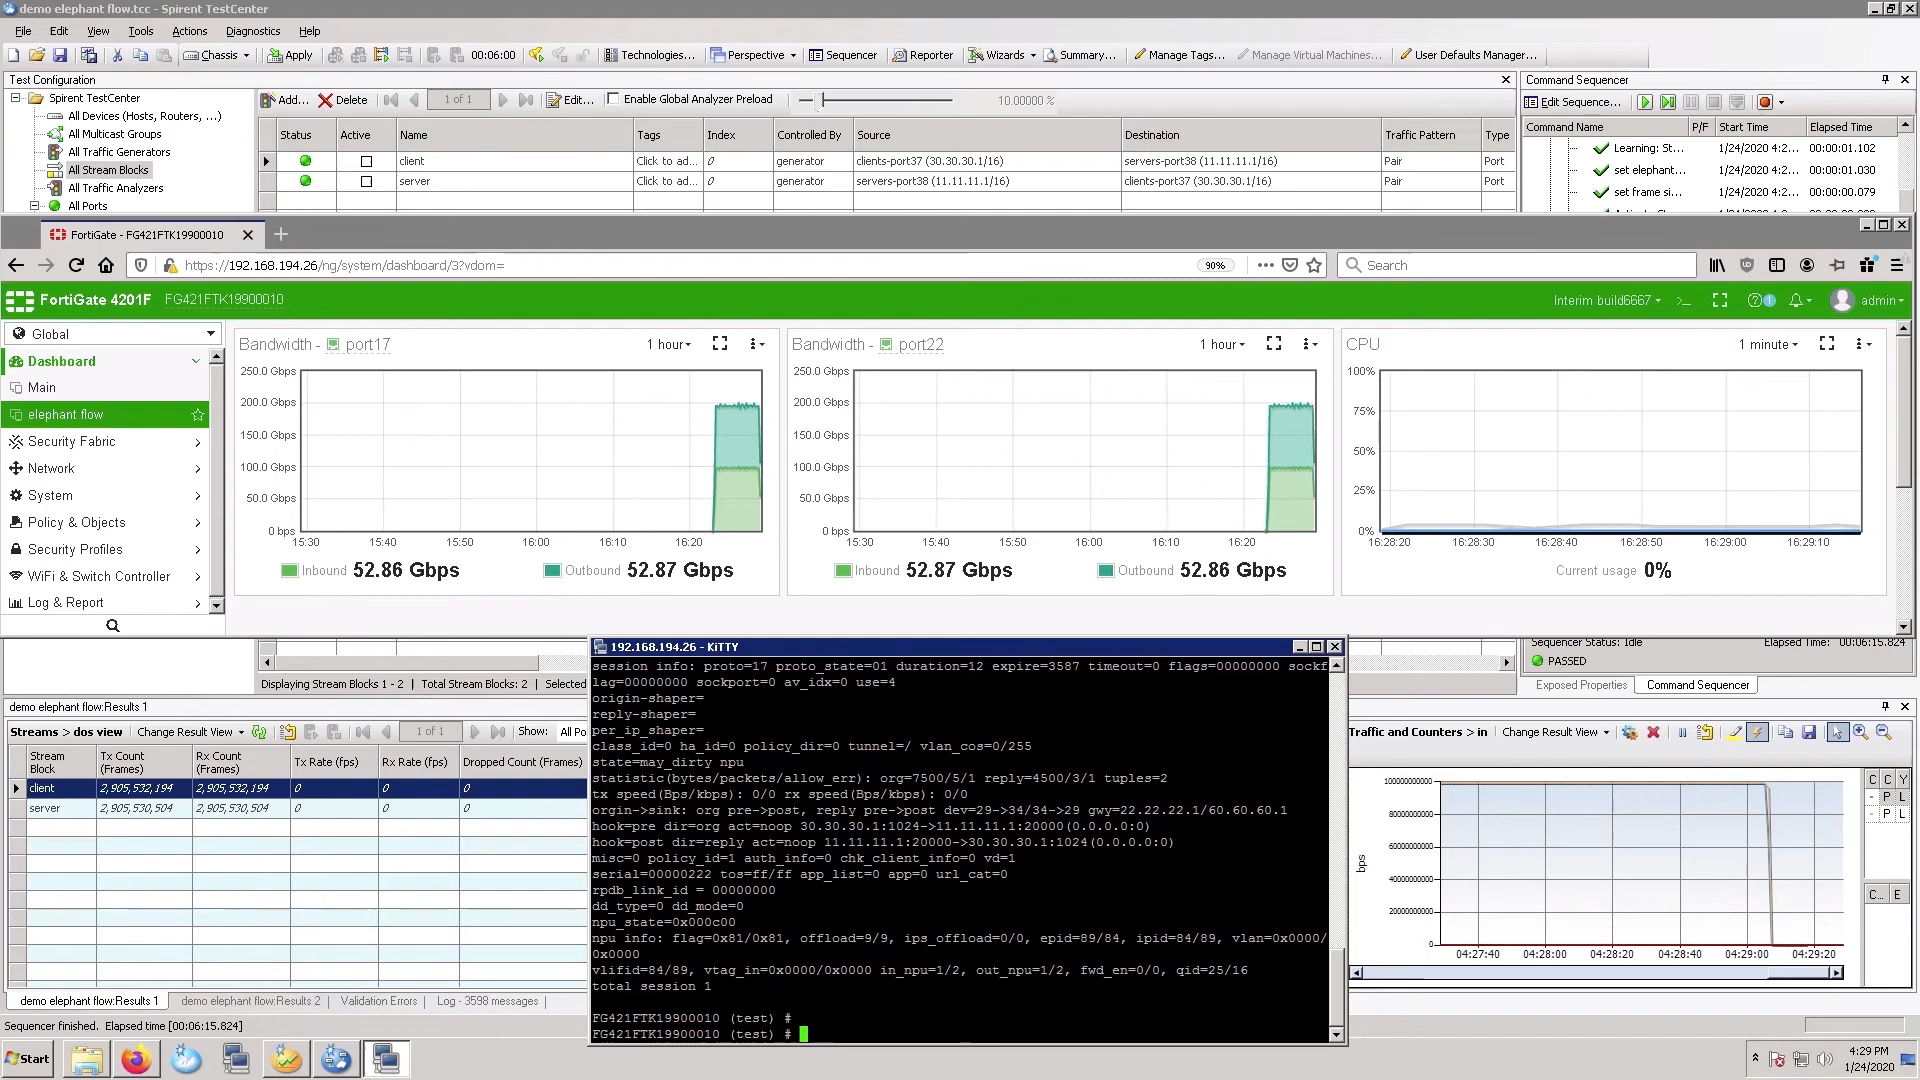 demo elephant flow.tcc - Spirent TestCenter
File Edit View Tools Actions Diagnostics Help
Chassis Apply 00:06:00 Technologies... Perspective Sequencer Reporter Wizards Summary... Manage Tags... Manage Virtual Machines... User Defaults Manager...
Test Configuration
Spirent TestCenter
All Devices (Hosts, Routers, ...)
All Multicast Groups
All Traffic Generators
All Stream Blocks
All Traffic Analyzers
All Ports
Add... Delete 1 of 1 Edit... Enable Global Analyzer Preload 10.00000 %
Status Active Name Tags Index Controlled By Source Destination Traffic Pattern Type
client Click to ad... 0 generator clients-port37 (30.30.30.1/16) servers-port38 (11.11.11.1/16) Pair Port
server Click to ad... 0 generator servers-port38 (11.11.11.1/16) clients-port37 (30.30.30.1/16) Pair Port
Command Sequencer
Edit Sequence...
Command Name P/F Start Time Elapsed Time
Learning: St... 1/24/2020 4:2... 00:00:01.102
set elephant... 1/24/2020 4:2... 00:00:01.030
set frame si... 1/24/2020 4:2... 00:00:00.079
FortiGate - FG421FTK19900010
https://192.168.194.26/ng/system/dashboard/3?vdom= 90% Search
FortiGate 4201F FG421FTK19900010 Interim build6667 >_ 1 admin
Global
Dashboard
Main
elephant flow
Security Fabric
Network
System
Policy & Objects
Security Profiles
WiFi & Switch Controller
Log & Report
Bandwidth - port17 1 hour
250.0 Gbps
200.0 Gbps
150.0 Gbps
100.0 Gbps
50.0 Gbps
0 bps
15:30 15:40 15:50 16:00 16:10 16:20
Inbound 52.86 Gbps Outbound 52.87 Gbps
Bandwidth - port22 1 hour
250.0 Gbps
200.0 Gbps
150.0 Gbps
100.0 Gbps
50.0 Gbps
0 bps
15:30 15:40 15:50 16:00 16:10 16:20
Inbound 52.87 Gbps Outbound 52.86 Gbps
CPU 1 minute
100%
75%
50%
25%
0%
16:28:20 16:28:30 16:28:40 16:28:50 16:29:00 16:29:10
Current usage 0%
Displaying Stream Blocks 1 - 2 | Total Stream Blocks: 2 | Selected
Sequencer Status: Idle Elapsed Time: 00:06:15.824
PASSED
Exposed Properties Command Sequencer
demo elephant flow:Results 1
Streams > dos view Change Result View 1 of 1 Show: All Po
Stream Block Tx Count (Frames) Rx Count (Frames) Tx Rate (fps) Rx Rate (fps) Dropped Count (Frames)
client 2,905,532,194 2,905,532,194 0 0 0
server 2,905,530,504 2,905,530,504 0 0 0
demo elephant flow:Results 1 demo elephant flow:Results 2 | Validation Errors | Log - 3598 messages |
192.168.194.26 - KiTTY
session info: proto=17 proto_state=01 duration=12 expire=3587 timeout=0 flags=00000000 sockf
lag=00000000 sockport=0 av_idx=0 use=4
origin-shaper=
reply-shaper=
per_ip_shaper=
class_id=0 ha_id=0 policy_dir=0 tunnel=/ vlan_cos=0/255
state=may_dirty npu
statistic(bytes/packets/allow_err): org=7500/5/1 reply=4500/3/1 tuples=2
tx speed(Bps/kbps): 0/0 rx speed(Bps/kbps): 0/0
orgin->sink: org pre->post, reply pre->post dev=29->34/34->29 gwy=22.22.22.1/60.60.60.1
hook=pre dir=org act=noop 30.30.30.1:1024->11.11.11.1:20000(0.0.0.0:0)
hook=post dir=reply act=noop 11.11.11.1:20000->30.30.30.1:1024(0.0.0.0:0)
misc=0 policy_id=1 auth_info=0 chk_client_info=0 vd=1
serial=00000222 tos=ff/ff app_list=0 app=0 url_cat=0
rpdb_link_id = 00000000
dd_type=0 dd_mode=0
npu_state=0x000c00
npu info: flag=0x81/0x81, offload=9/9, ips_offload=0/0, epid=89/84, ipid=84/89, vlan=0x0000/
0x0000
vlifid=84/89, vtag_in=0x0000/0x0000 in_npu=1/2, out_npu=1/2, fwd_en=0/0, qid=25/16
total session 1
FG421FTK19900010 (test) #
FG421FTK19900010 (test) #
Traffic and Counters > in Change Result View
bps
100000000000
80000000000
60000000000
40000000000
20000000000
0
04:27:40 04:28:00 04:28:20 04:28:40 04:29:00 04:29:20
C C Y
- P L
- P L
C... E
Sequencer finished. Elapsed time [00:06:15.824]
Start
4:29 PM
1/24/2020